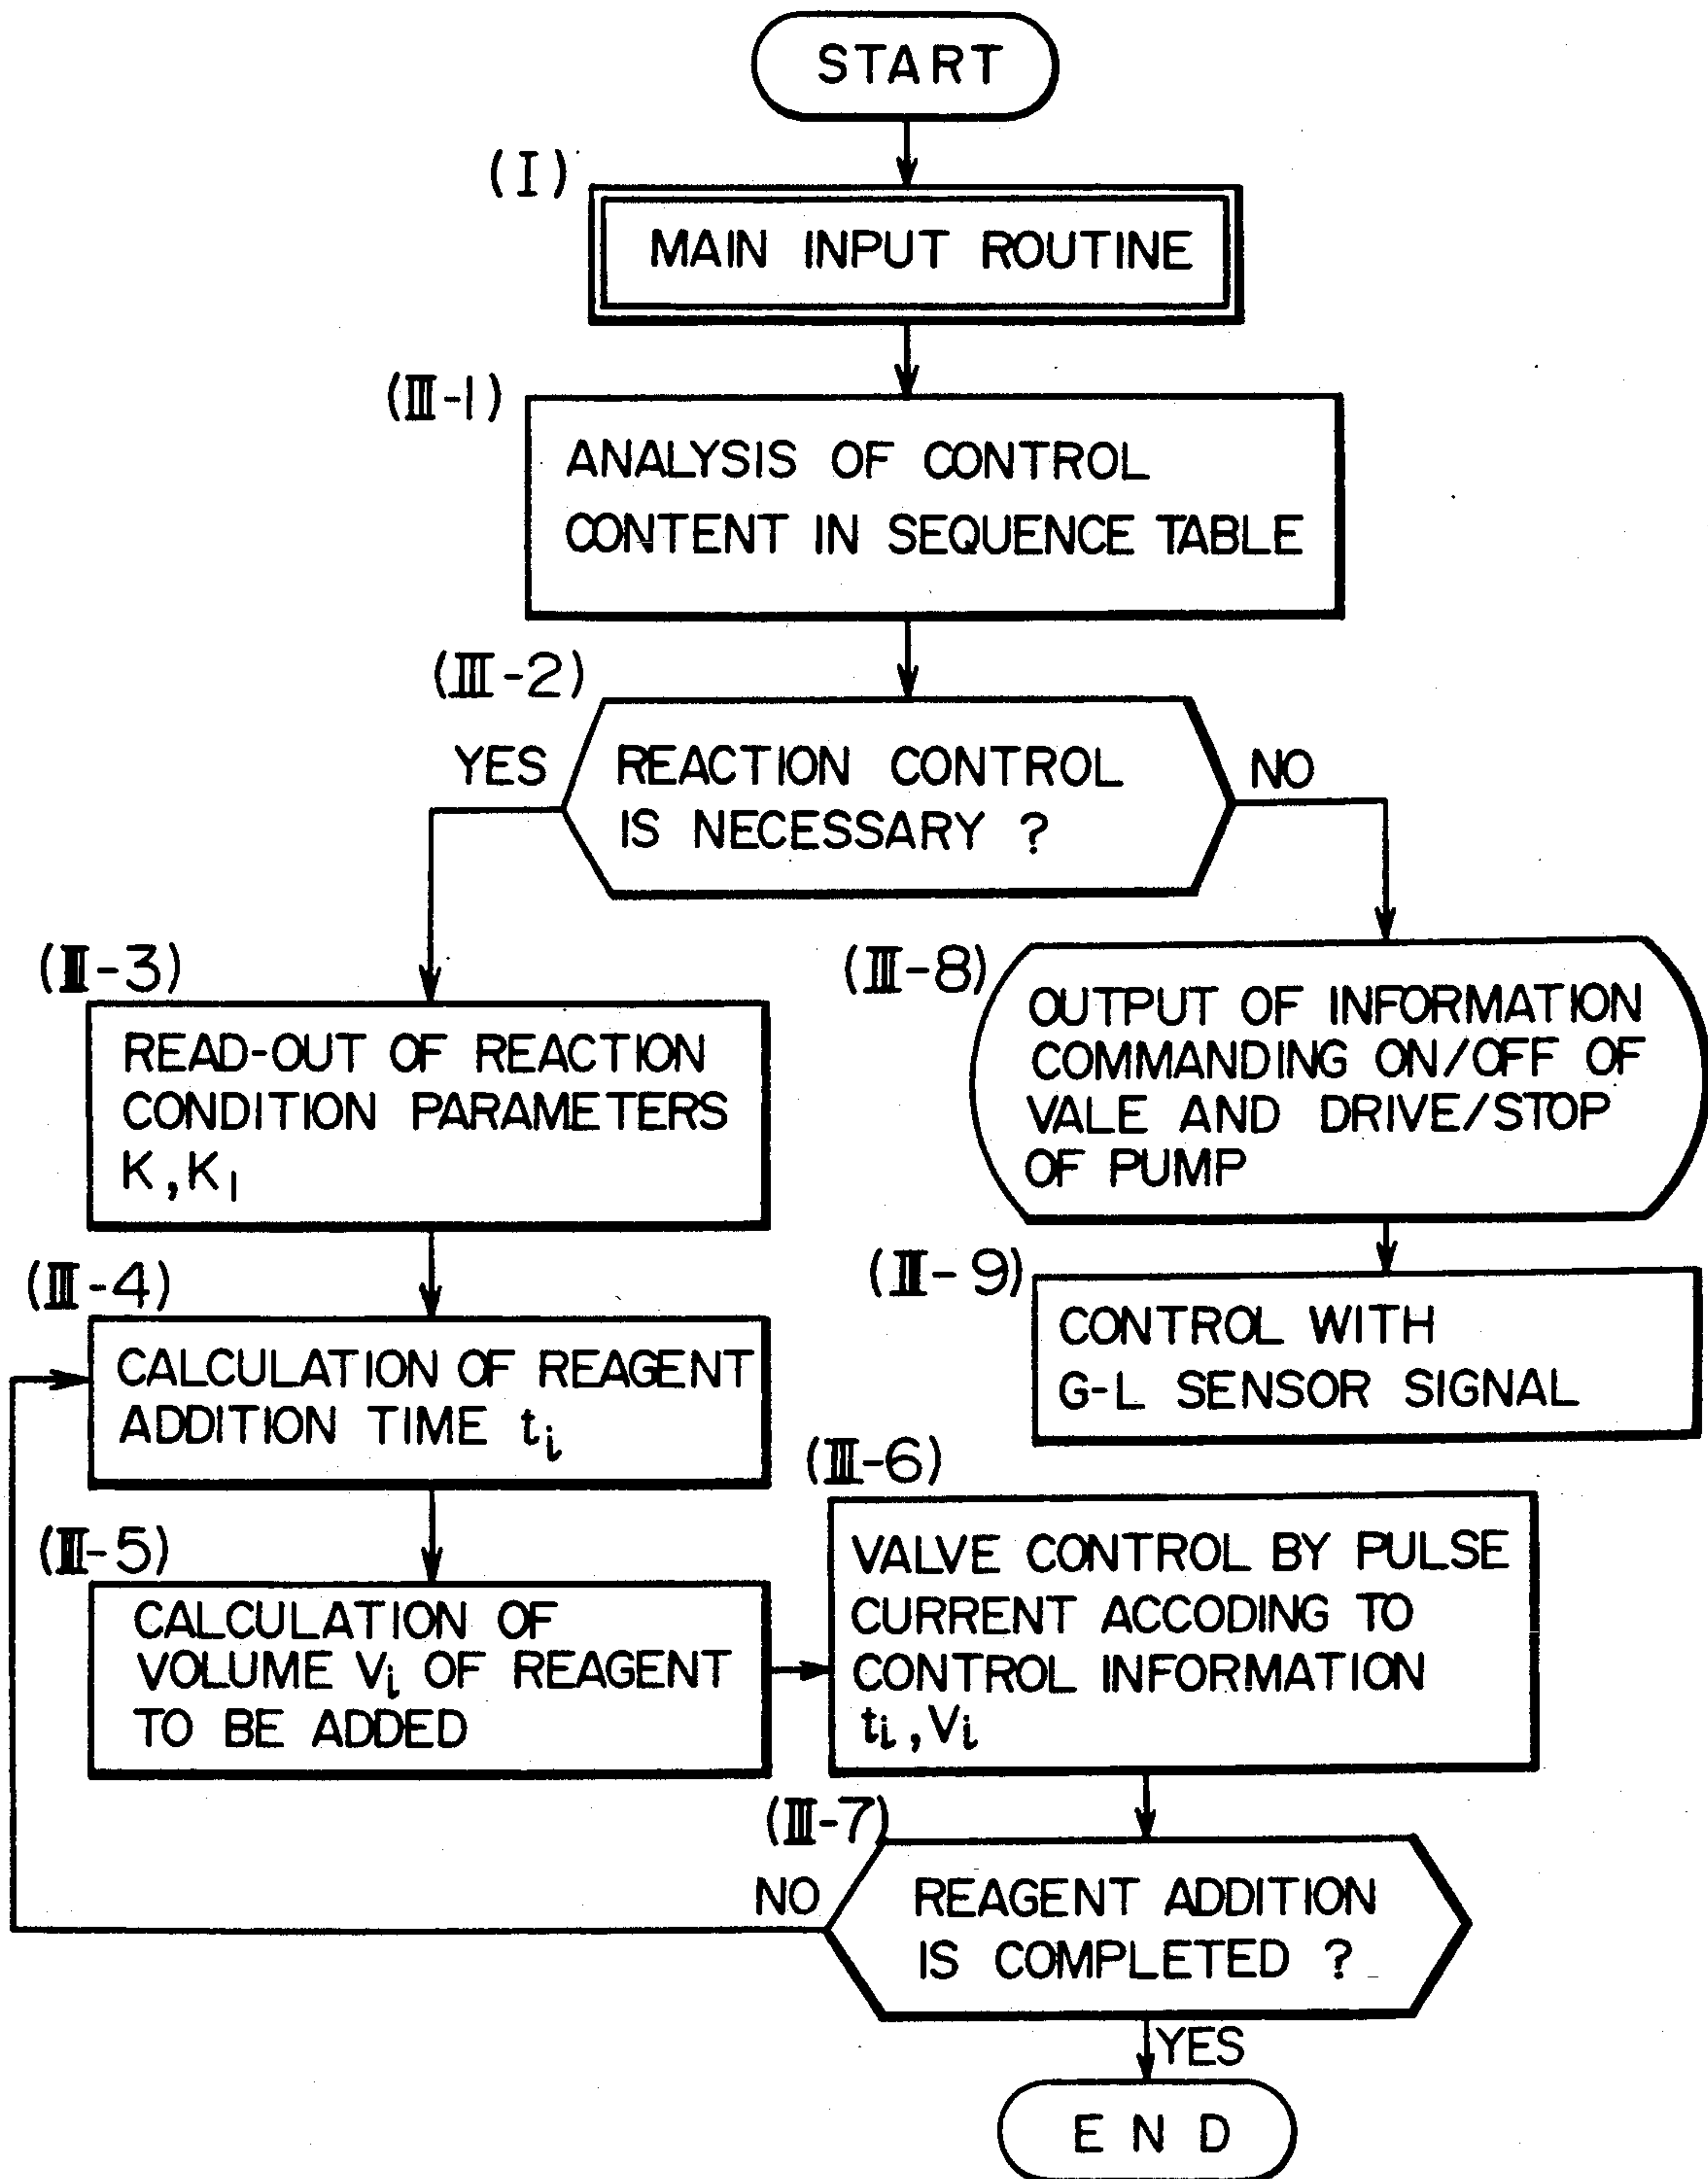 START
(I)
MAIN INPUT ROUTINE
(III-1)
ANALYSIS OF CONTROL
CONTENT IN SEQUENCE TABLE
(III-2)
YES
REACTION CONTROL
IS NECESSARY ?
NO
(III-3)
READ-OUT OF REACTION
CONDITION PARAMETERS
K, K1
(III-8)
OUTPUT OF INFORMATION
COMMANDING ON/OFF OF
VALE AND DRIVE/STOP
OF PUMP
(III-4)
CALCULATION OF REAGENT
ADDITION TIME ti
(III-9)
CONTROL WITH
G-L SENSOR SIGNAL
(III-5)
CALCULATION OF
VOLUME Vi OF REAGENT
TO BE ADDED
(III-6)
VALVE CONTROL BY PULSE
CURRENT ACCODING TO
CONTROL INFORMATION
ti, Vi
(III-7)
NO
REAGENT ADDITION
IS COMPLETED ?
YES
END